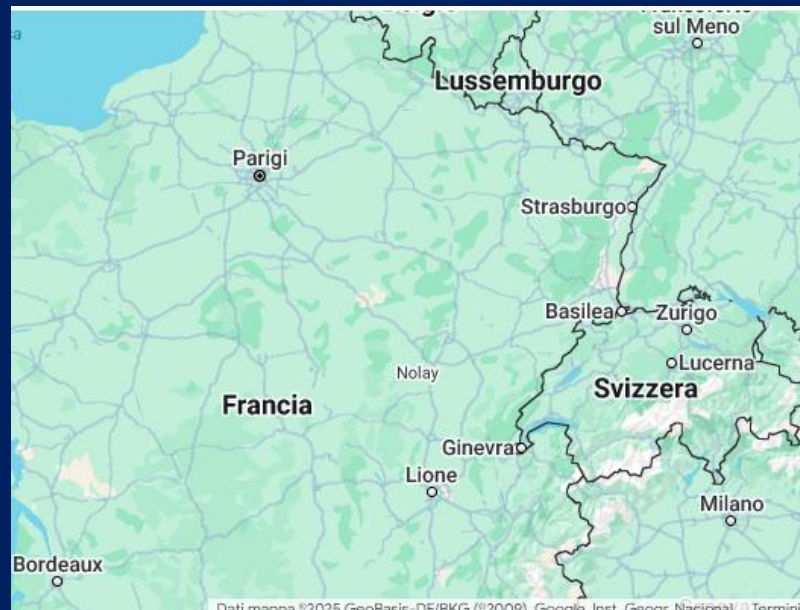 sul Meno
Lussemburgo
Parigi
Strasburgo
Basilea
Zurigo
Lucerna
Nolay
Svizzera
Francia
Ginevra
Lione
Milano
Bordeaux
Dati mappa ©2025 GeoBasis-DE/BKG (©2009), Google, Inst. Geogr. Nacional Termini